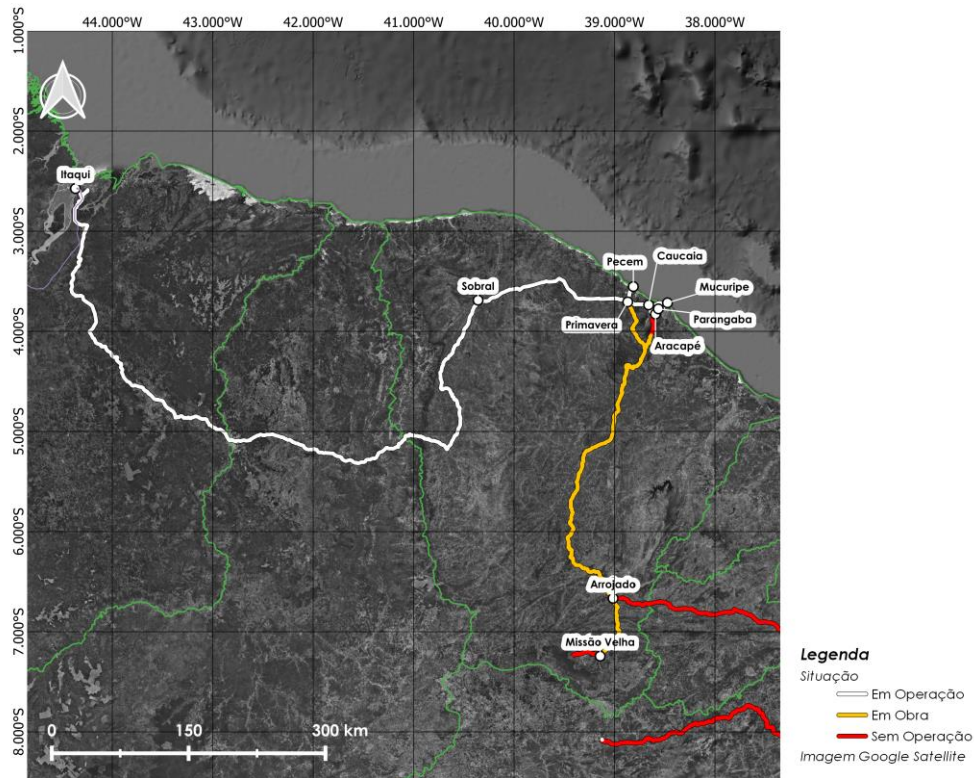 44.000°W 43.000°W 42.000°W 41.000°W 40.000°W 39.000°W 38.000°W
1.000°S
2.000°S
3.000°S
4.000°S
5.000°S
6.000°S
7.000°S
8.000°S
Itaqui
Sobral
Pecem
Caucaia
Mucuripe
Primavera
Parangaba
Aracapé
Arrojado
Missão Velha
0 150 300 km
Legenda
Situação
Em Operação
Em Obra
Sem Operação
Imagem Google Satellite